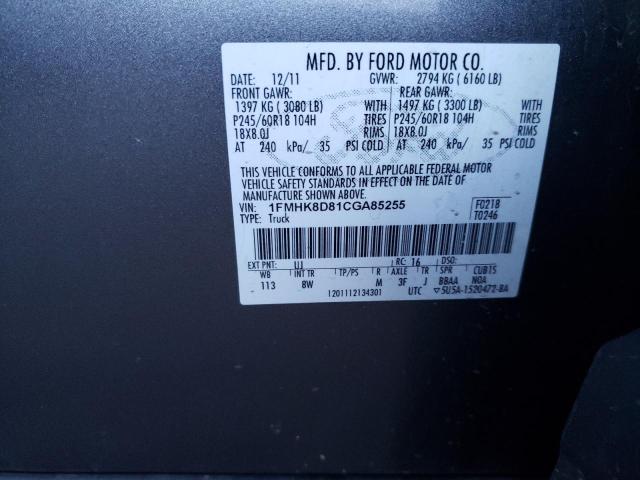 MFD. BY FORD MOTOR CO.
DATE: 12/11 GVWR: 2794 KG ( 6160 LB)
FRONT GAWR: REAR GAWR:
1397 KG ( 3080 LB) WITH 1497 KG ( 3300 LB) WITH
P245/60R18 104H TIRES P245/60R18 104H TIRES
18X8.0J RIMS 18X8.0J RIMS
AT 240 kPa/ 35 PSI COLD AT 240 kPa/ 35 PSI COLD
THIS VEHICLE CONFORMS TO ALL APPLICABLE FEDERAL MOTOR
VEHICLE SAFETY STANDARDS IN EFFECT ON THE DATE OF
MANUFACTURE SHOWN ABOVE.
VIN: 1FMHK8D81CGA85255 F0218
TYPE: Truck T0246
EXT PNT: UJ RC: 16 DSO:
WB INT TR TP/PS R AXLE TR SPR CUBIS
113 8W M 3F J BBAA NQA
1201112134301 UTC ▽5U5A-1520472-BA